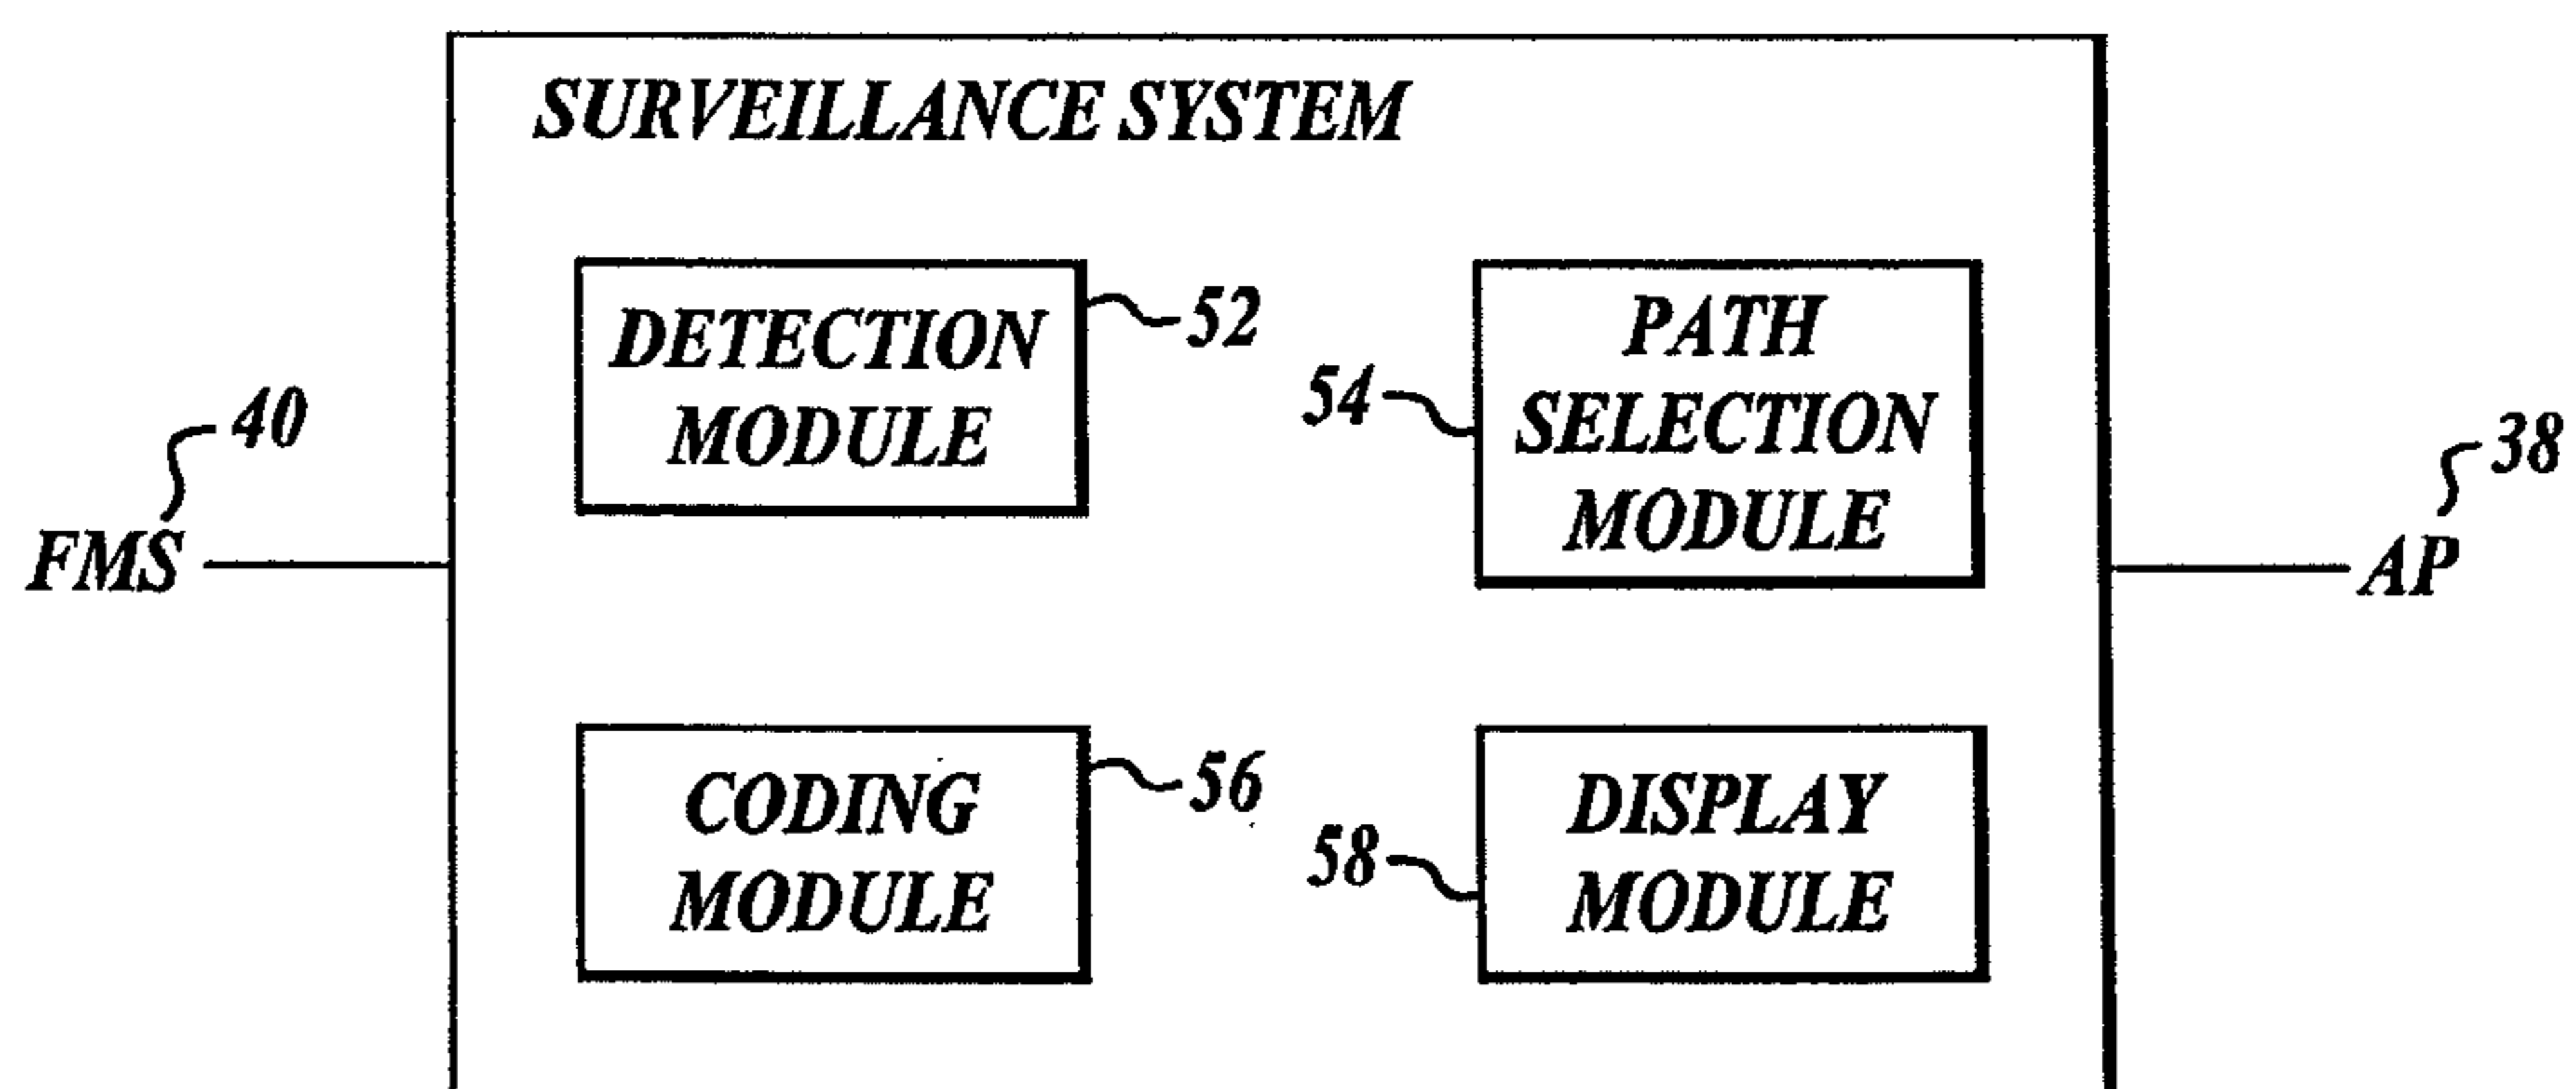 SURVEILLANCE SYSTEM
DETECTION
MODULE
52
PATH
SELECTION
MODULE
54
40
FMS
38
AP
CODING
MODULE
56
DISPLAY
MODULE
58